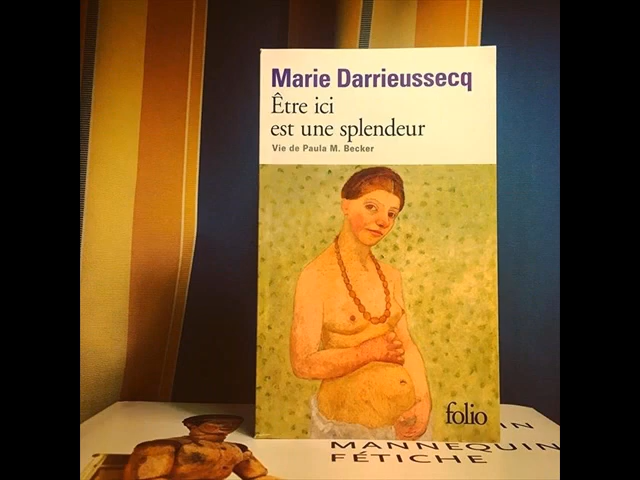 Marie Darrieussecq
Être ici
est une splendeur
Vie de Paula M. Becker
folio
MANNEQUIN
FÉTICHE